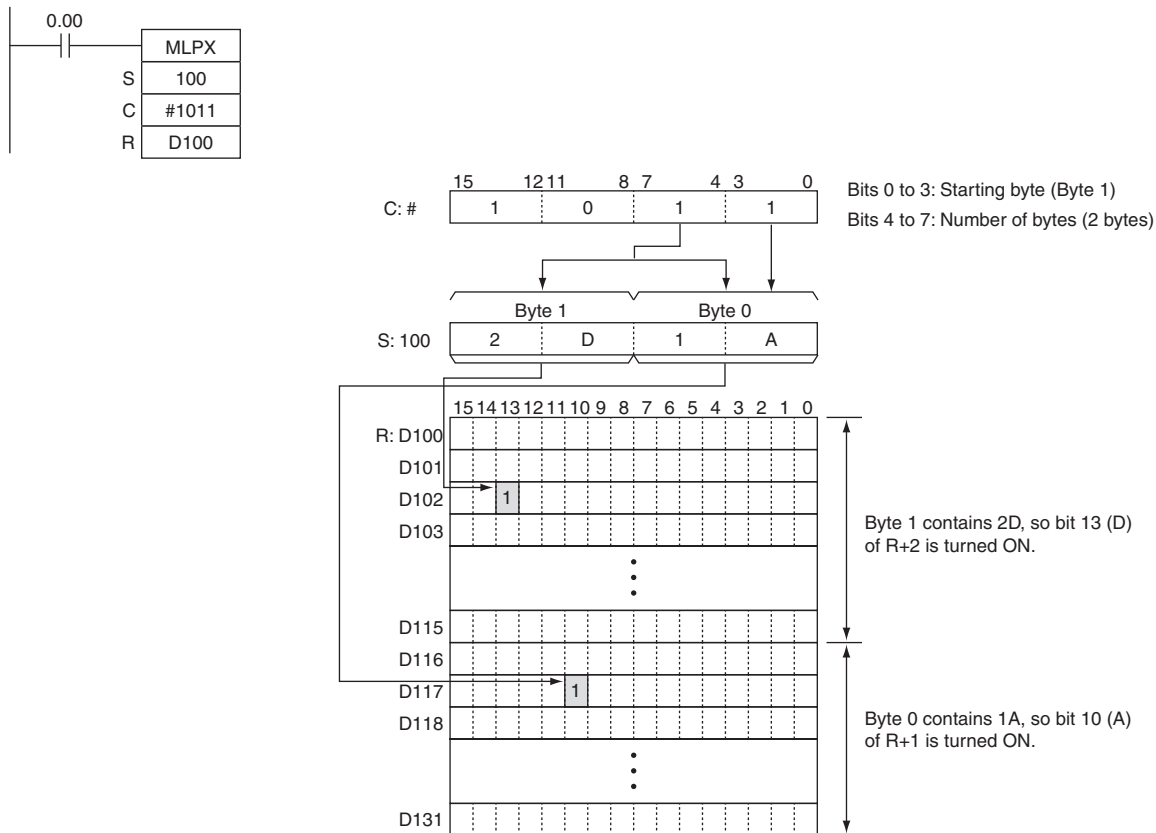 0.00
MLPX
S 100
C #1011
R D100
15 12 11 8 7 4 3 0
C: # 1 0 1 1
Bits 0 to 3: Starting byte (Byte 1)
Bits 4 to 7: Number of bytes (2 bytes)
Byte 1 Byte 0
S: 100 2 D 1 A
15 14 13 12 11 10 9 8 7 6 5 4 3 2 1 0
R: D100
D101
D102 1
D103
Byte 1 contains 2D, so bit 13 (D)
of R+2 is turned ON.
D115
D116
D117 1
D118
Byte 0 contains 1A, so bit 10 (A)
of R+1 is turned ON.
D131